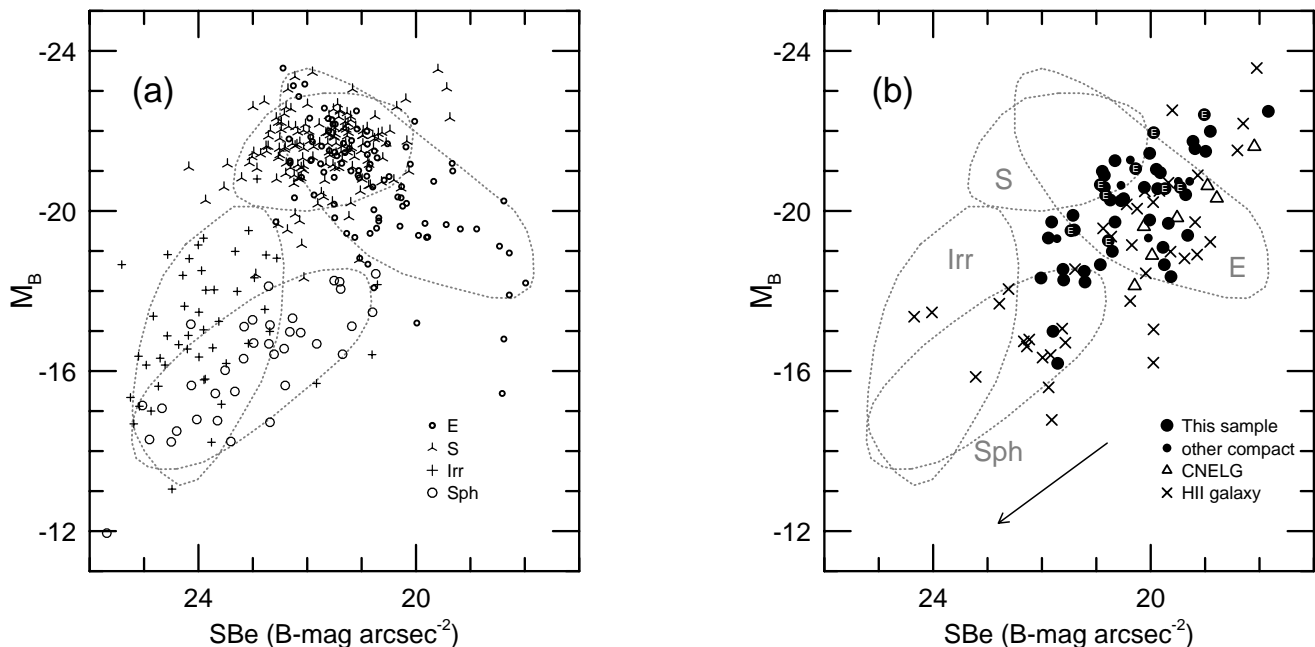 (a)
-24
-20
-16
-12
M_B
24
20
SBe (B-mag arcsec^-2)
E
S
Irr
Sph
(b)
-24
-20
-16
-12
M_B
24
20
SBe (B-mag arcsec^-2)
S
Irr
E
Sph
E
E
E
E
E
E
E
E
E
This sample
other compact
CNELG
HII galaxy